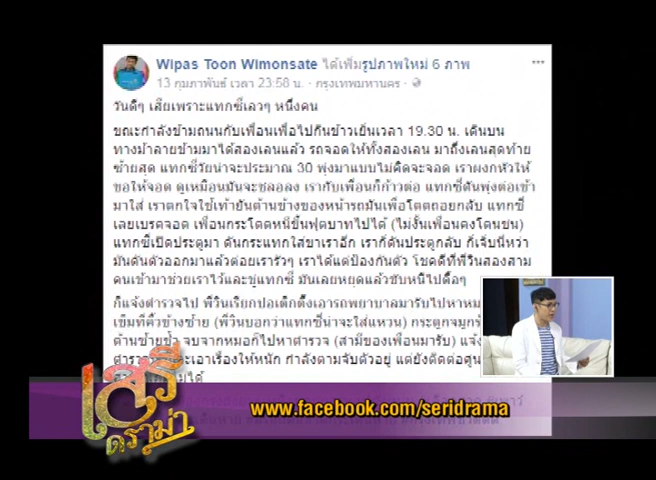 Wipas Toon Wimonsate ได้เพิ่มรูปภาพใหม่ 6 ภาพ
13 กุมภาพันธ์ เวลา 23:58 น. · กรุงเทพมหานคร ·
วันดีๆ เสียเพราะแทกซี่เลวๆ หนึ่งคน
ขณะกำลังข้ามถนนกับเพื่อนเพื่อไปกินข้าวเย็นเวลา 19.30 น. เดินบน
ทางม้าลายข้ามมาได้สองเลนแล้ว รถจอดให้ทั้งสองเลน มาถึงเลนสุดท้าย
ซ้ายสุด แทกซี่วัยน่าจะประมาณ 30 พุ่งมาแบบไม่คิดจะจอด เราผงกหัวให้
ขอให้จอด ดูเหมือนมันจะชลอลง เรากับเพื่อนก็ก้าวต่อ แทกซี่ดันพุ่งต่อเข้า
มาใส่ เราตกใจใช้เท้ายันด้านข้างของหน้ารถมันเพื่อโดดถอยกลับ แทกซี่
เลยเบรคจอด เพื่อนกระโดดหนีขึ้นฟุตบาทไปได้ (ไม่งั้นเพื่อนคงโดนชน)
แทกซี่เปิดประตูมา ดันกระแทกใส่ขาเราอีก เราก็ดันประตูกลับ ก็เจ็บนี่หว่า
มันดันตัวออกมาแล้วต่อยเรารัวๆ เราได้แต่ป้องกันตัว โชคดีที่พี่วินสองสาม
คนเข้ามาช่วยเราไว้และขู่แทกซี่ มันเลยหยุดแล้วขับหนีไปดื้อๆ
ก็แจ้งตำรวจไป พี่วินเรียกปอเต็กตึ๊งเอารถพยาบาลมารับไปหาหม
เข็มที่คิ้วข้างซ้าย (พี่วินบอกว่าแทกซี่น่าจะใส่แหวน) กระดูกจมูกร้
ด้านซ้ายช้ำ จบจากหมอก็ไปหาตำรวจ (สามีของเพื่อนมารับ) แจ้ง
ะเอาเรื่องให้หนัก กำลังตามจับตัวอยู่ แต่ยังติดต่อศูน
เสรี
ดราม่า
www.facebook.com/seridrama